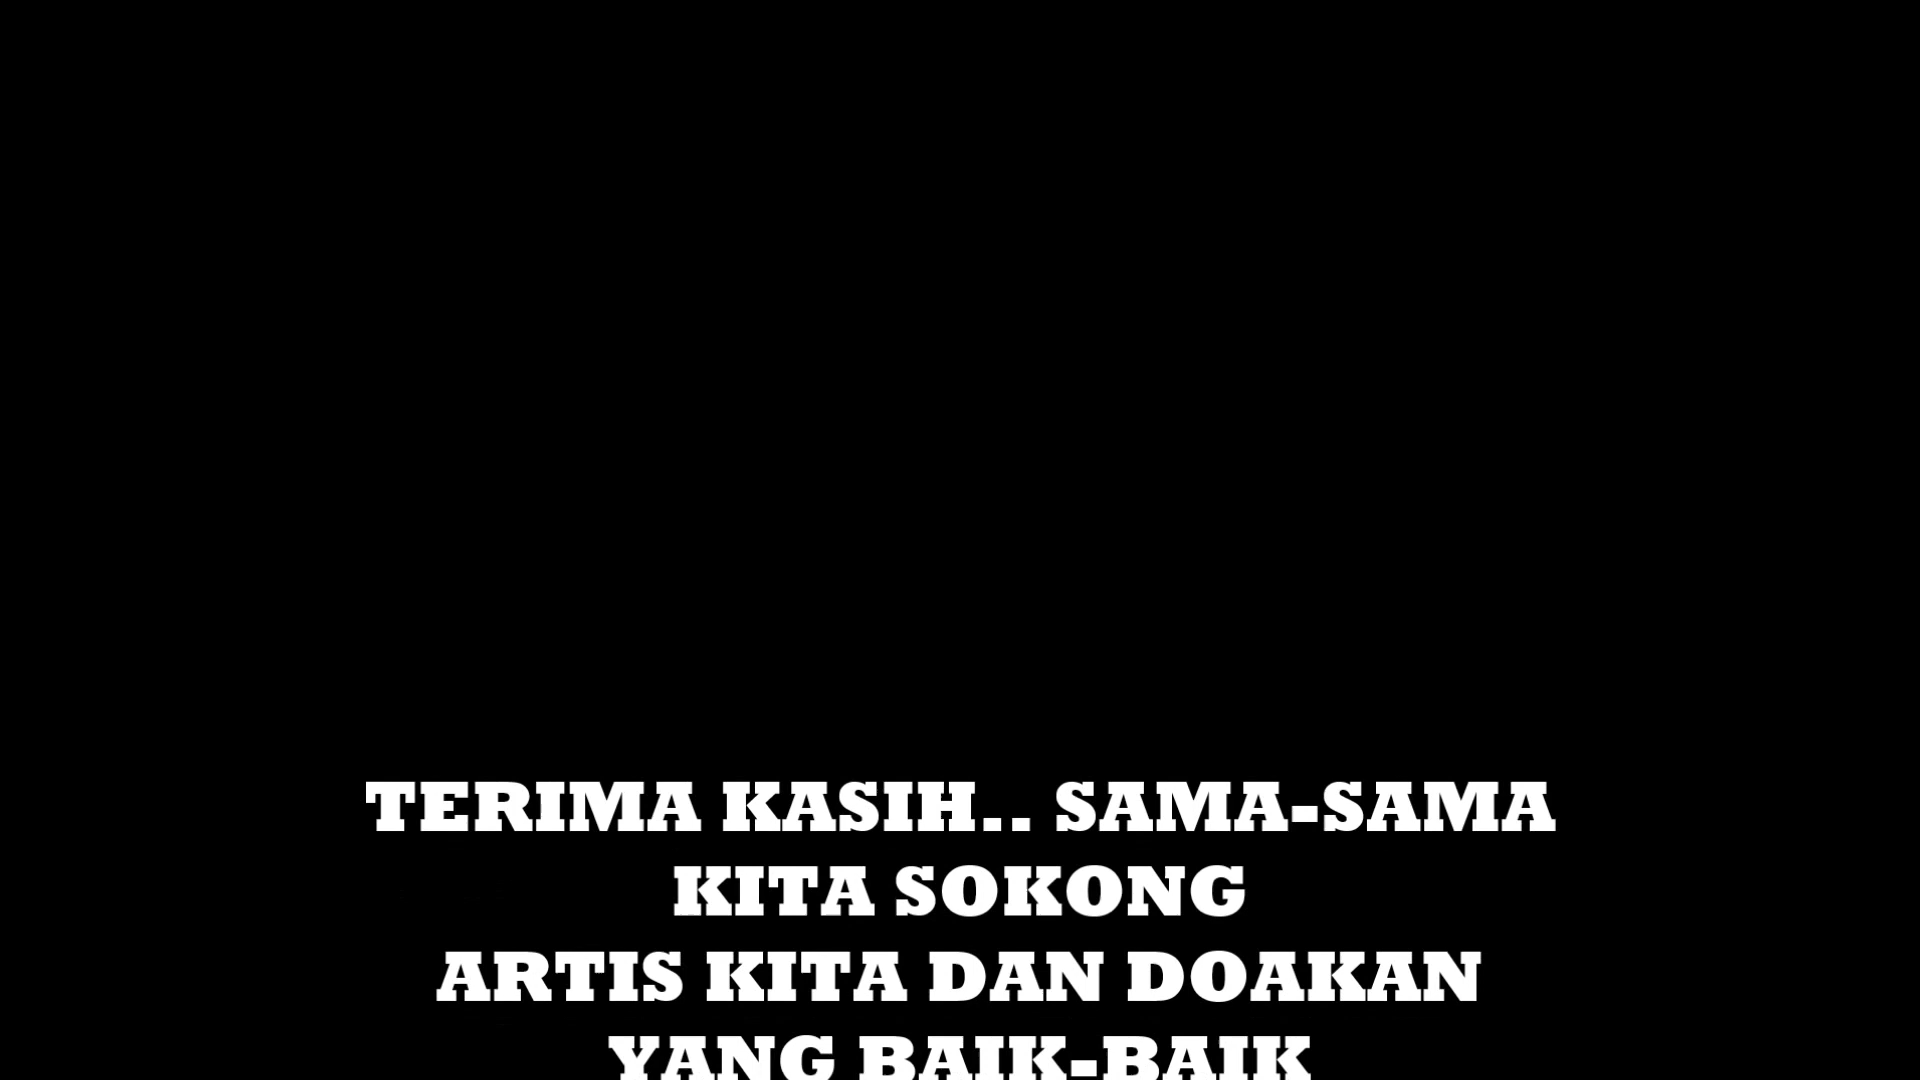 TERIMA KASIH.. SAMA-SAMA
KITA SOKONG
ARTIS KITA DAN DOAKAN
YANG BAIK-BAIK